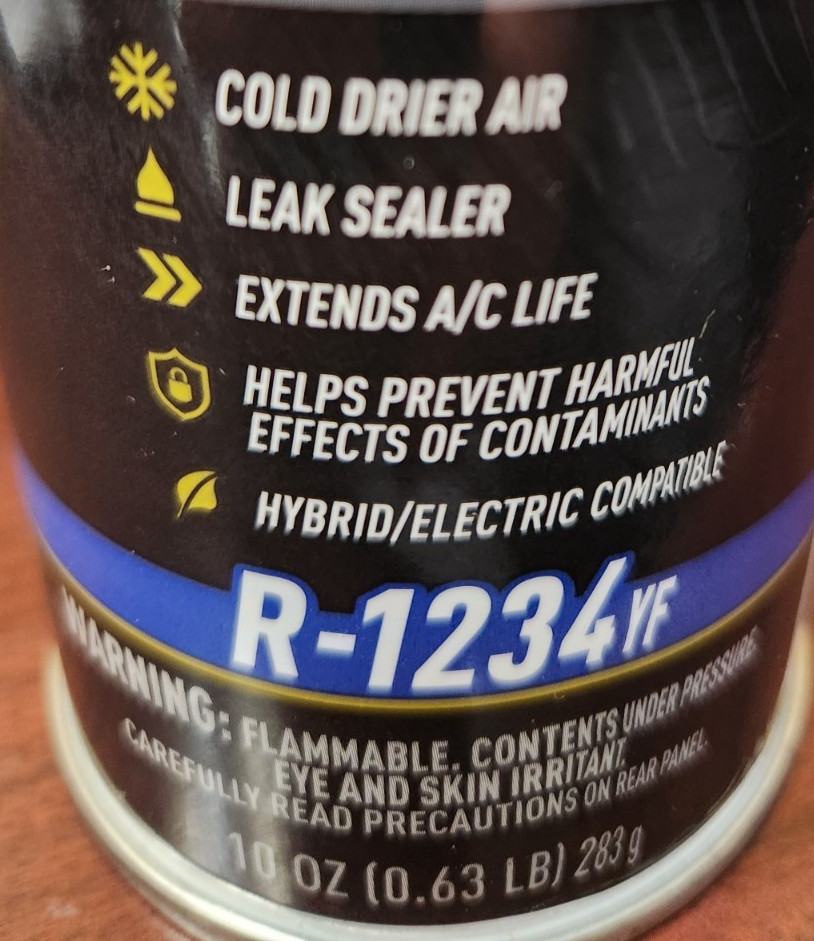 COLD DRIER AIR
LEAK SEALER
EXTENDS A/C LIFE
HELPS PREVENT HARMFUL
EFFECTS OF CONTAMINANTS
HYBRID/ELECTRIC COMPATIBLE
R-1234YF
WARNING: FLAMMABLE. CONTENTS UNDER PRESSURE.
EYE AND SKIN IRRITANT.
CAREFULLY READ PRECAUTIONS ON REAR PANEL.
10 OZ (0.63 LB) 283 g